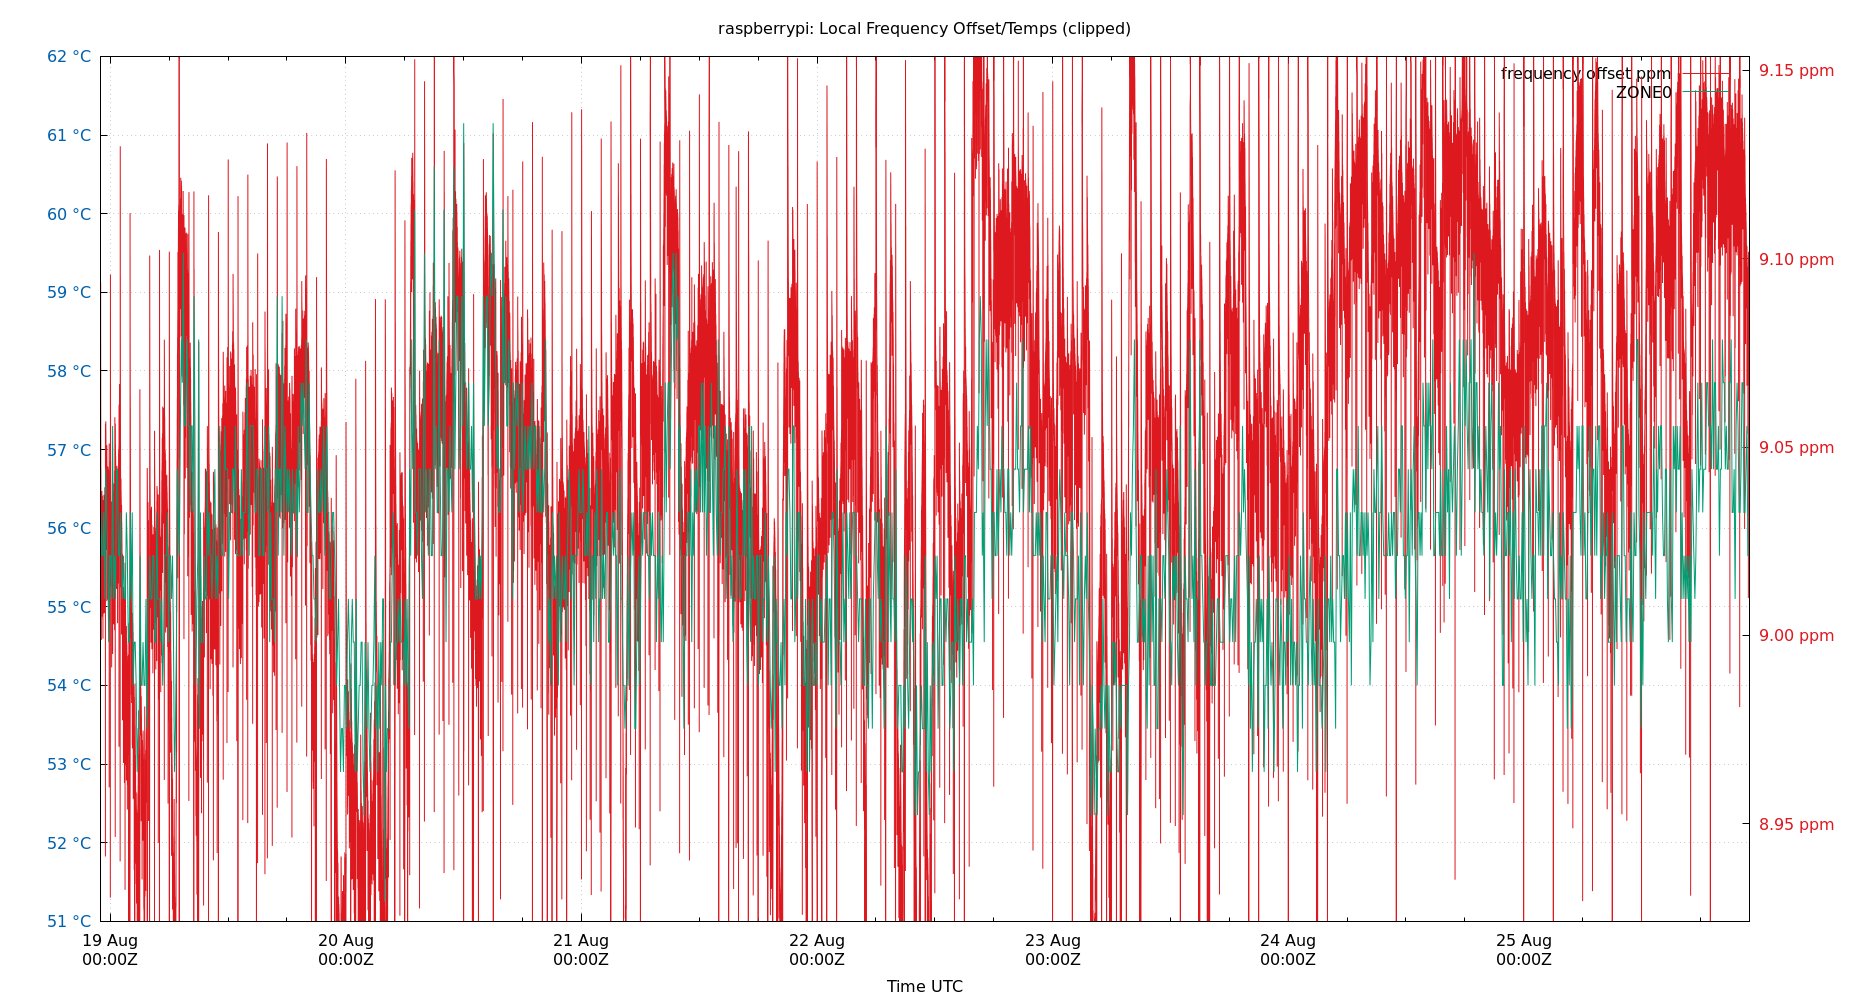 raspberrypi: Local Frequency Offset/Temps (clipped)
62 °C
61 °C
60 °C
59 °C
58 °C
57 °C
56 °C
55 °C
54 °C
53 °C
52 °C
51 °C
frequency offset ppm
ZONE0
9.15 ppm
9.10 ppm
9.05 ppm
9.00 ppm
8.95 ppm
19 Aug
00:00Z
20 Aug
00:00Z
21 Aug
00:00Z
22 Aug
00:00Z
23 Aug
00:00Z
24 Aug
00:00Z
25 Aug
00:00Z
Time UTC